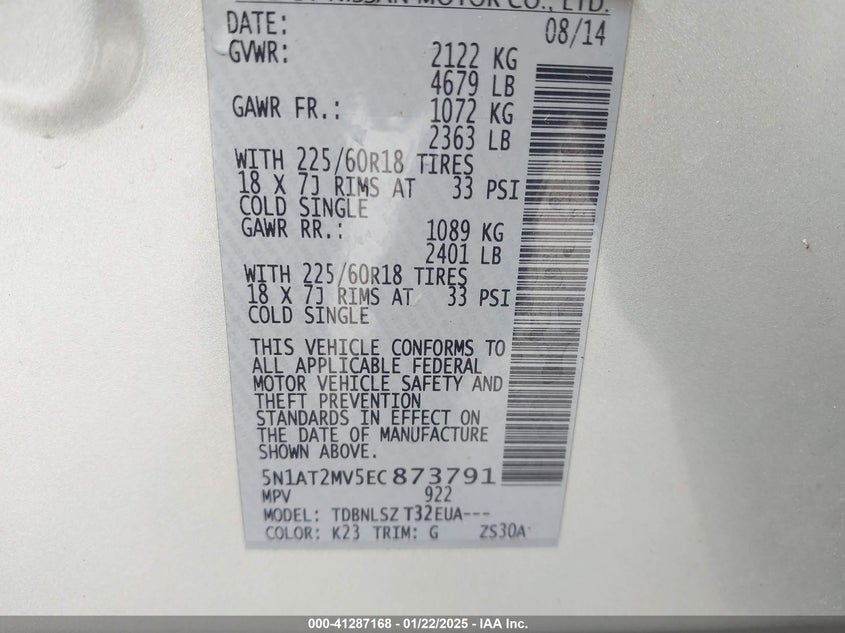 NISSAN MOTOR CO., LTD.
DATE: 08/14
GVWR: 2122 KG
4679 LB
GAWR FR.: 1072 KG
2363 LB
WITH 225/60R18 TIRES
18 X 7J RIMS AT 33 PSI
COLD SINGLE
GAWR RR.: 1089 KG
2401 LB
WITH 225/60R18 TIRES
18 X 7J RIMS AT 33 PSI
COLD SINGLE
THIS VEHICLE CONFORMS TO
ALL APPLICABLE FEDERAL
MOTOR VEHICLE SAFETY AND
THEFT PREVENTION
STANDARDS IN EFFECT ON
THE DATE OF MANUFACTURE
SHOWN ABOVE.
5N1AT2MV5EC873791
MPV 922
MODEL: TDBNLSZ T32EUA---
COLOR: K23 TRIM: G ZS30A
000-41287168 - 01/22/2025 - IAA Inc.